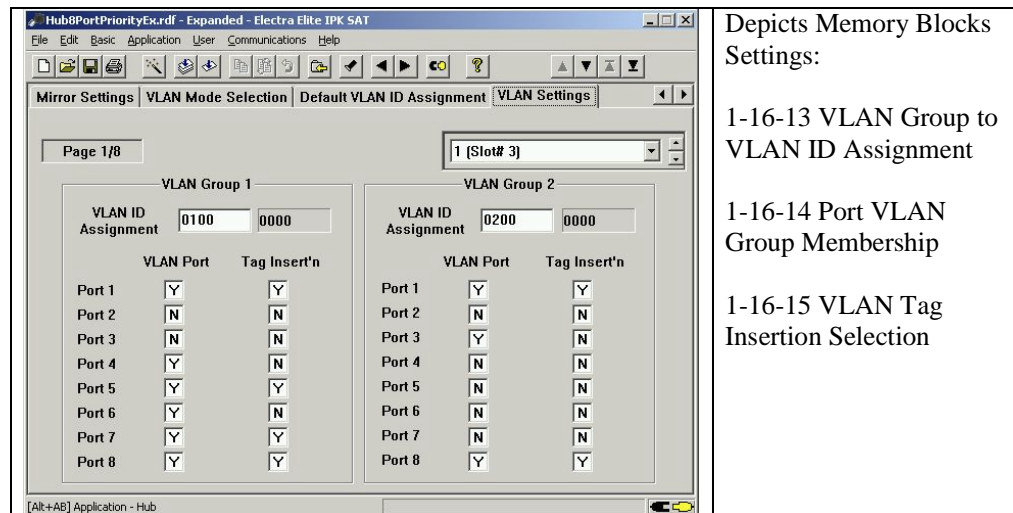 Hub8PortPriorityEx.rdf - Expanded - Electra Elite IPK SAT
File Edit Basic Application User Communications Help
Mirror Settings VLAN Mode Selection Default VLAN ID Assignment VLAN Settings
Page 1/8 1 (Slot# 3)
VLAN Group 1 VLAN Group 2
VLAN ID Assignment 0100 0000 VLAN ID Assignment 0200 0000
VLAN Port Tag Insert'n VLAN Port Tag Insert'n
Port 1 Y Y Port 1 Y Y
Port 2 N N Port 2 N N
Port 3 N N Port 3 Y N
Port 4 Y N Port 4 N N
Port 5 Y Y Port 5 N N
Port 6 Y N Port 6 N N
Port 7 Y Y Port 7 N N
Port 8 Y Y Port 8 Y Y
[Alt+AB] Application - Hub
Depicts Memory Blocks
Settings:
1-16-13 VLAN Group to
VLAN ID Assignment
1-16-14 Port VLAN
Group Membership
1-16-15 VLAN Tag
Insertion Selection